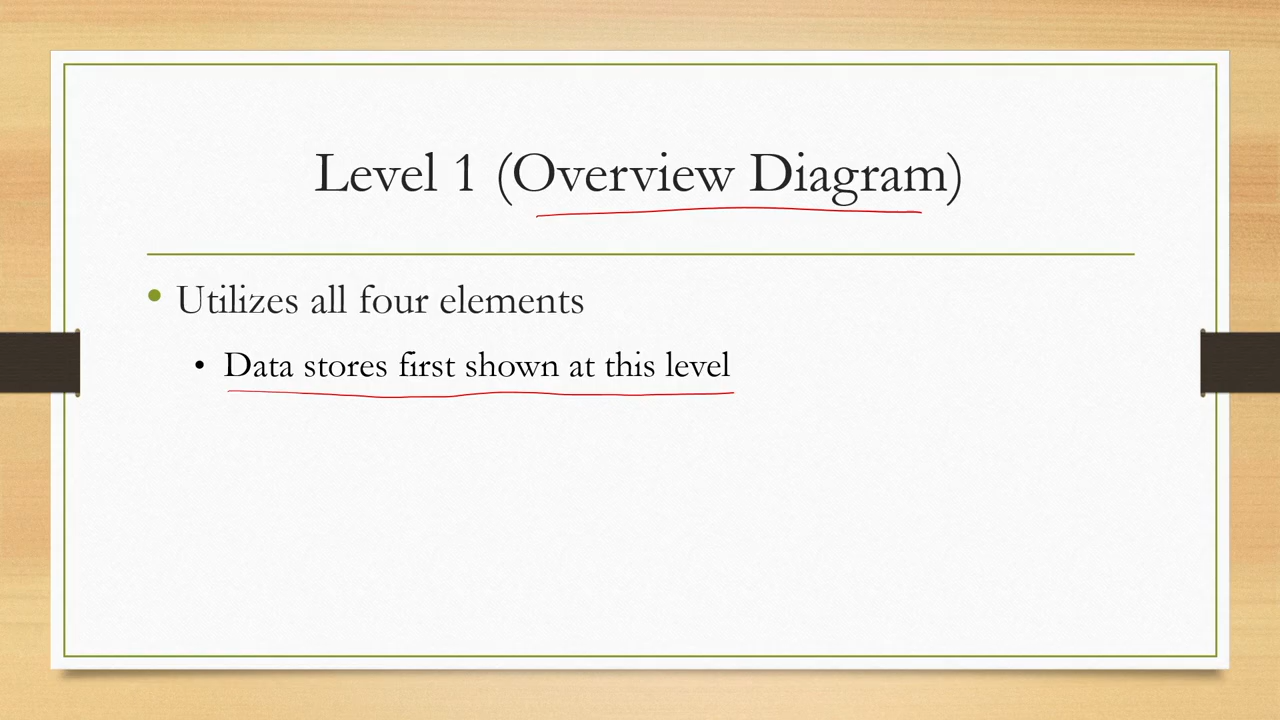 Level 1 (Overview Diagram)
• Utilizes all four elements
• Data stores first shown at this level